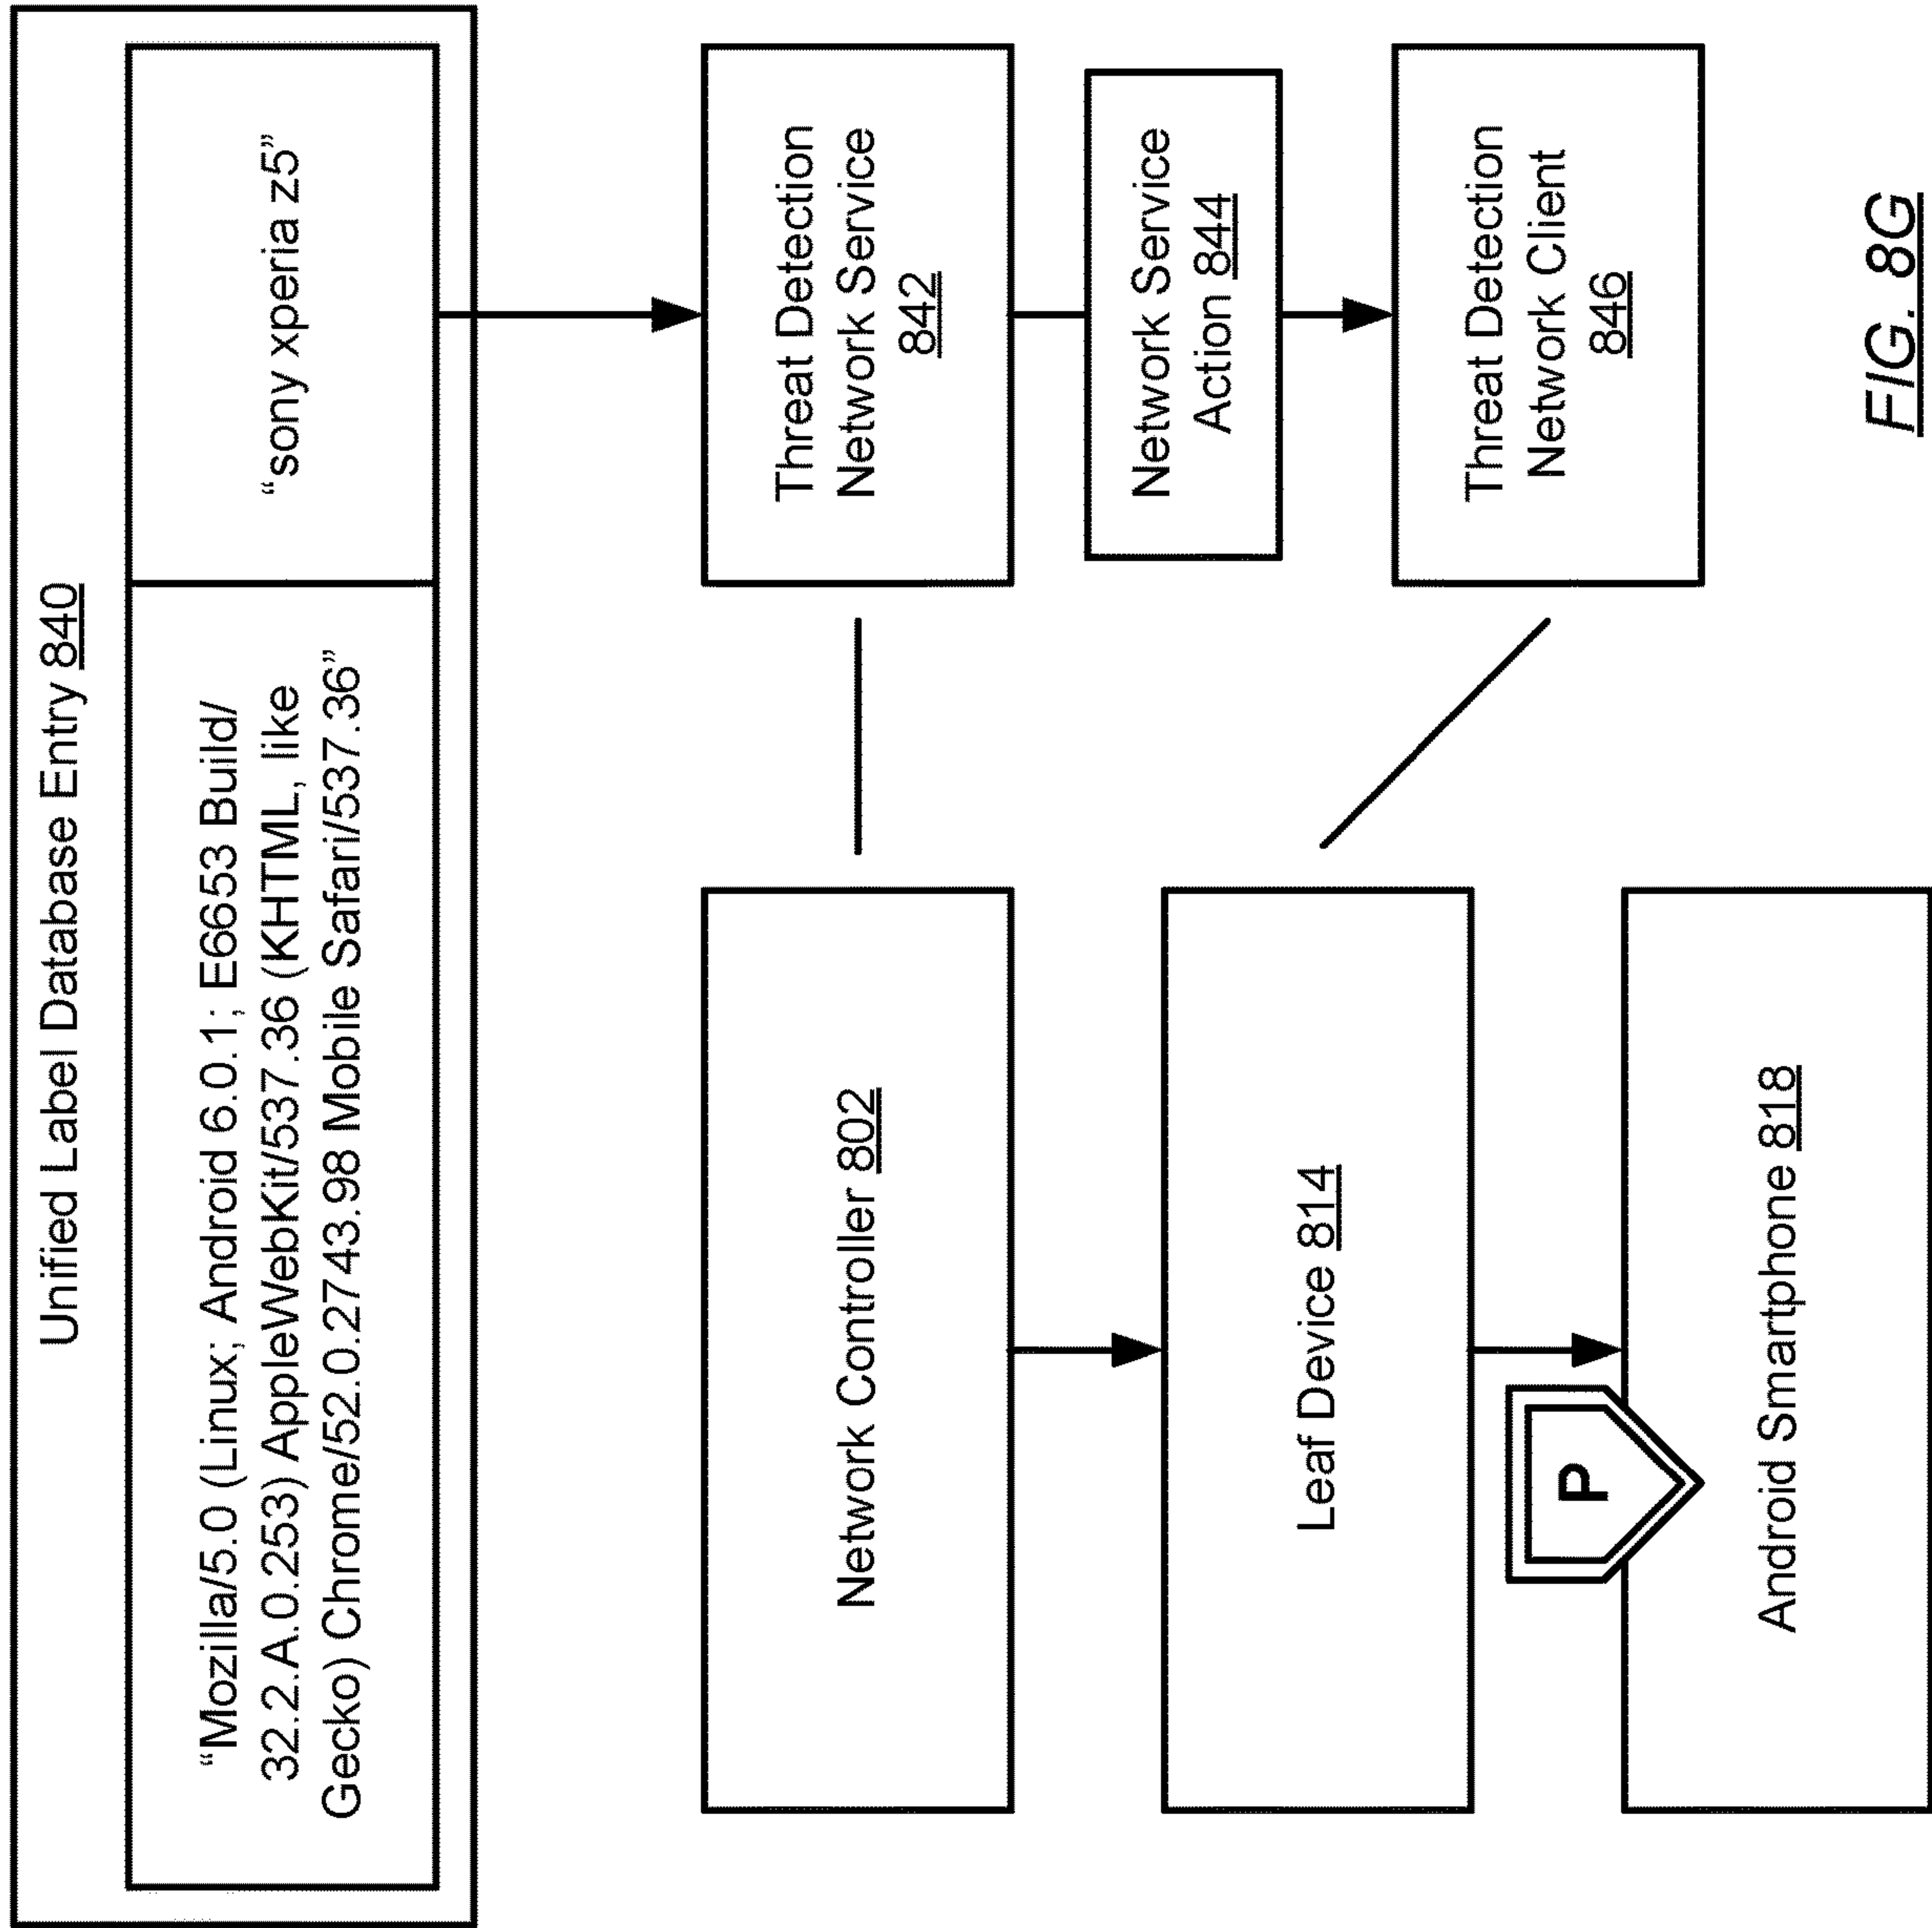 Unified Label Database Entry 840
“Mozilla/5.0 (Linux; Android 6.0.1; E6653 Build/
32.2.A.0.253) AppleWebKit/537.36 (KHTML, like
Gecko) Chrome/52.0.2743.98 Mobile Safari/537.36”
“sony xperia z5”
Network Controller 802
Threat Detection
Network Service
842
Network Service
Action 844
Leaf Device 814
Threat Detection
Network Client
846
P
Android Smartphone 818
FIG. 8G